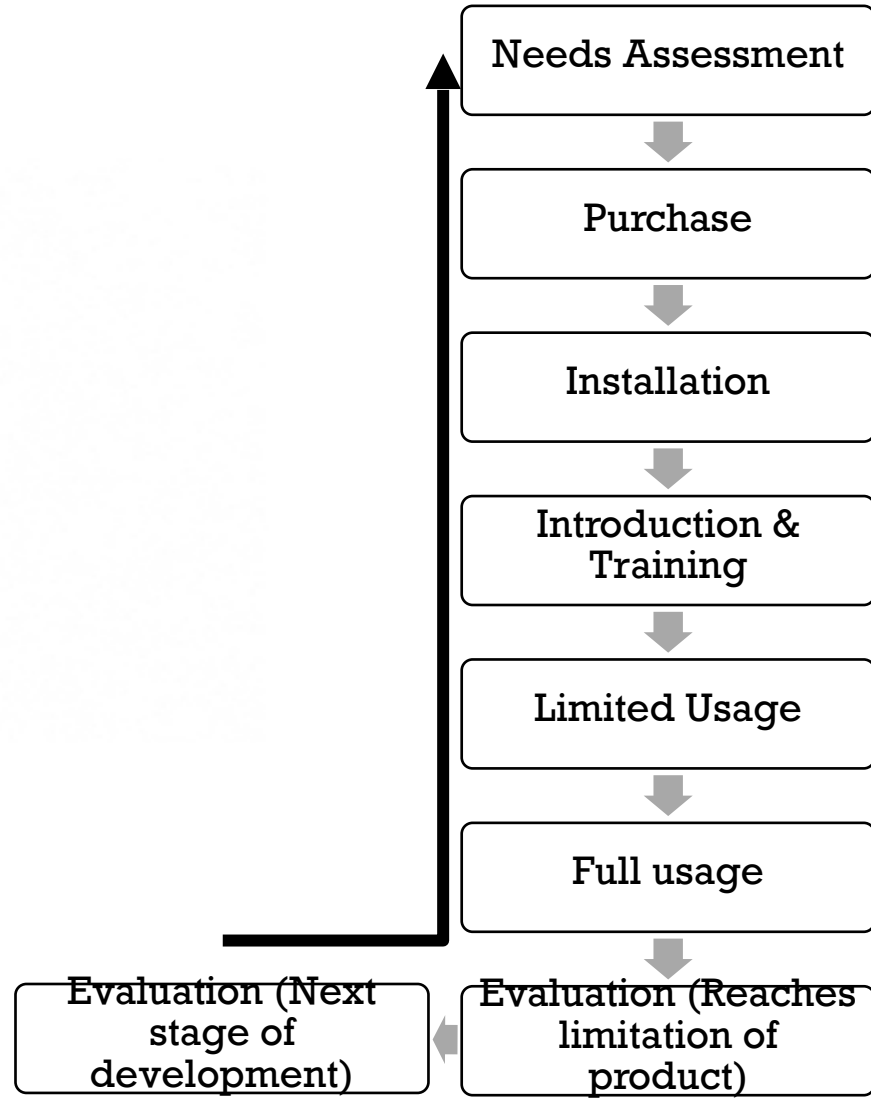 Needs Assessment
Purchase
Installation
Introduction &
Training
Limited Usage
Full usage
Evaluation (Reaches
limitation of
product)
Evaluation (Next
stage of
development)